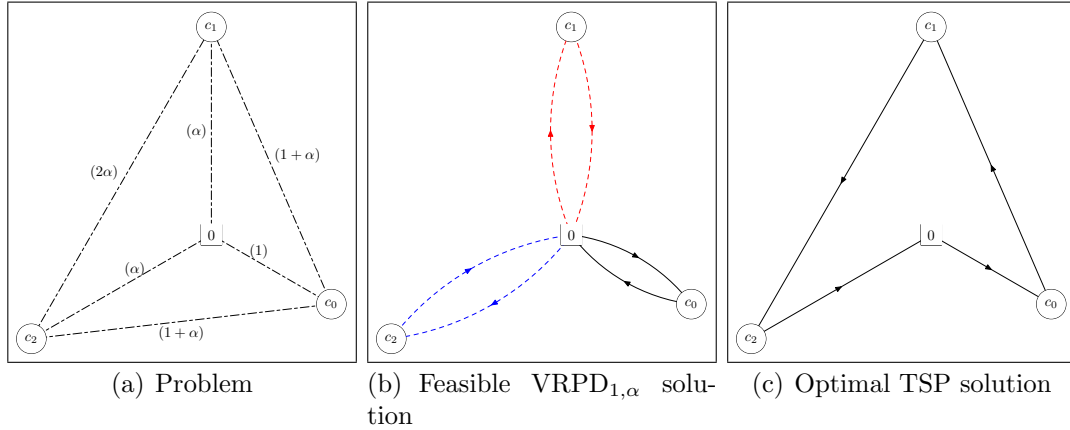 c₁
(α)
(1 + α)
(2α)
0
(1)
(α)
c₀
c₂
(1 + α)
(a) Problem
c₁
0
c₀
c₂
(b) Feasible VRPD₁,α solu-
tion
c₁
0
c₀
c₂
(c) Optimal TSP solution